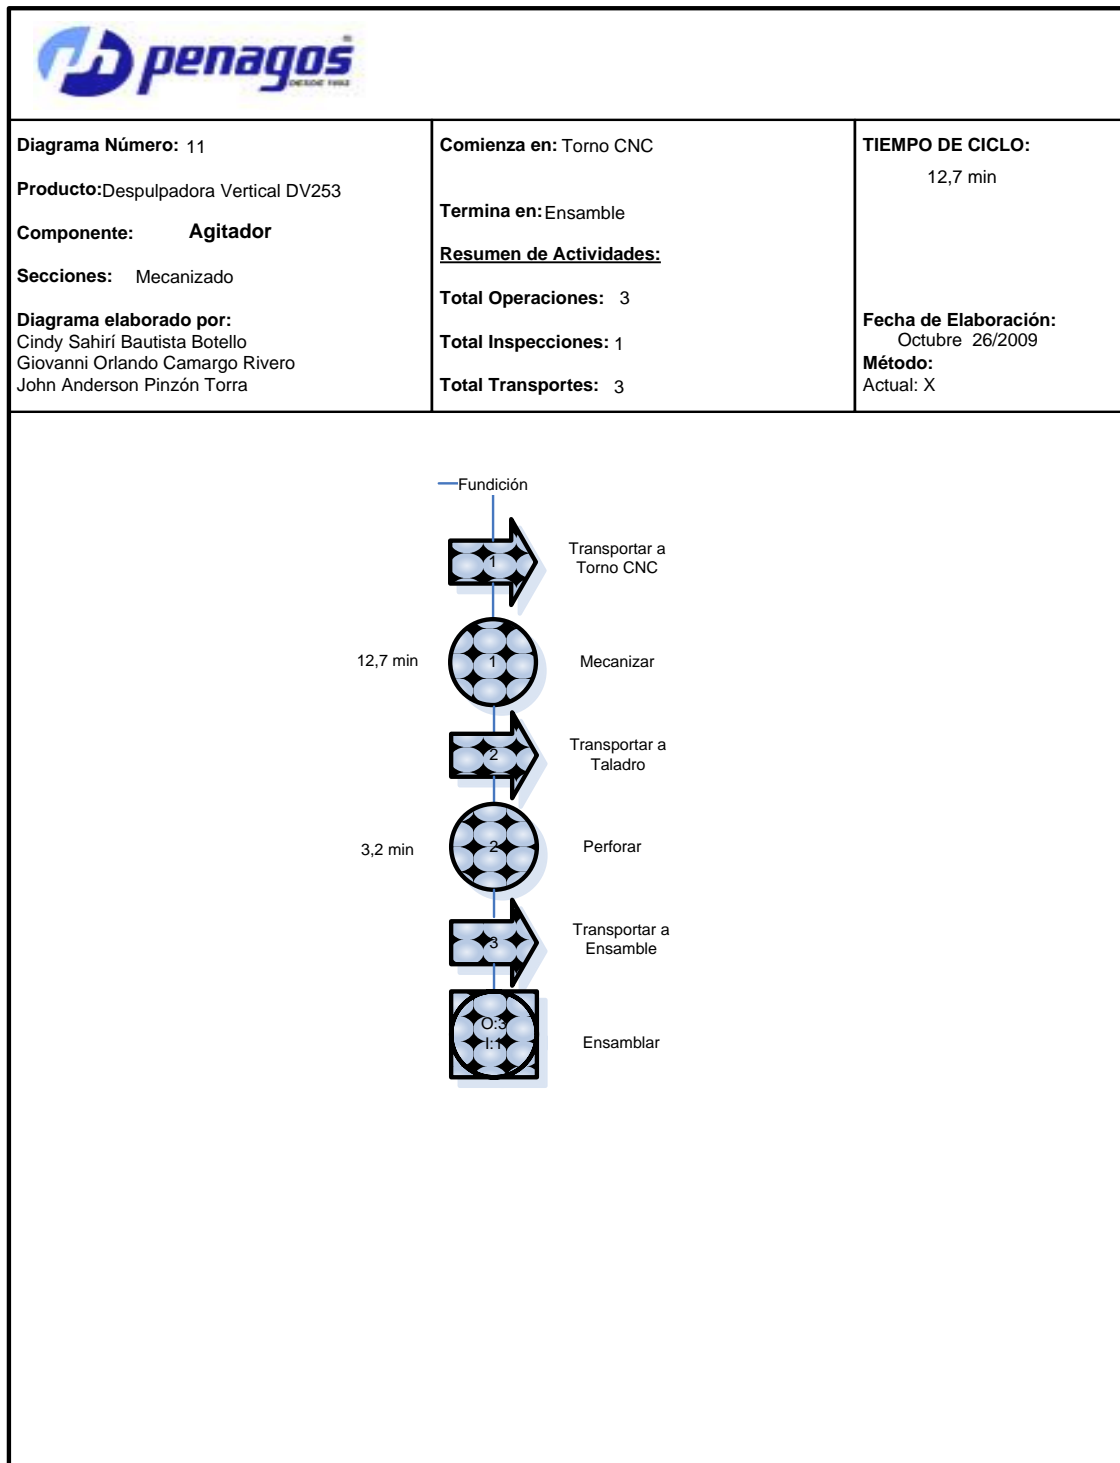 penagos
DESDE 1892
Diagrama Número: 11
Producto:Despulpadora Vertical DV253
Componente: Agitador
Secciones: Mecanizado
Diagrama elaborado por:
Cindy Sahirí Bautista Botello
Giovanni Orlando Camargo Rivero
John Anderson Pinzón Torra
Comienza en: Torno CNC
Termina en:Ensamble
Resumen de Actividades:
Total Operaciones: 3
Total Inspecciones: 1
Total Transportes: 3
TIEMPO DE CICLO:
12,7 min
Fecha de Elaboración:
Octubre 26/2009
Método:
Actual: X
Fundición
1
Transportar a
Torno CNC
12,7 min
1
Mecanizar
2
Transportar a
Taladro
3,2 min
2
Perforar
3
Transportar a
Ensamble
O:3
I:1
Ensamblar